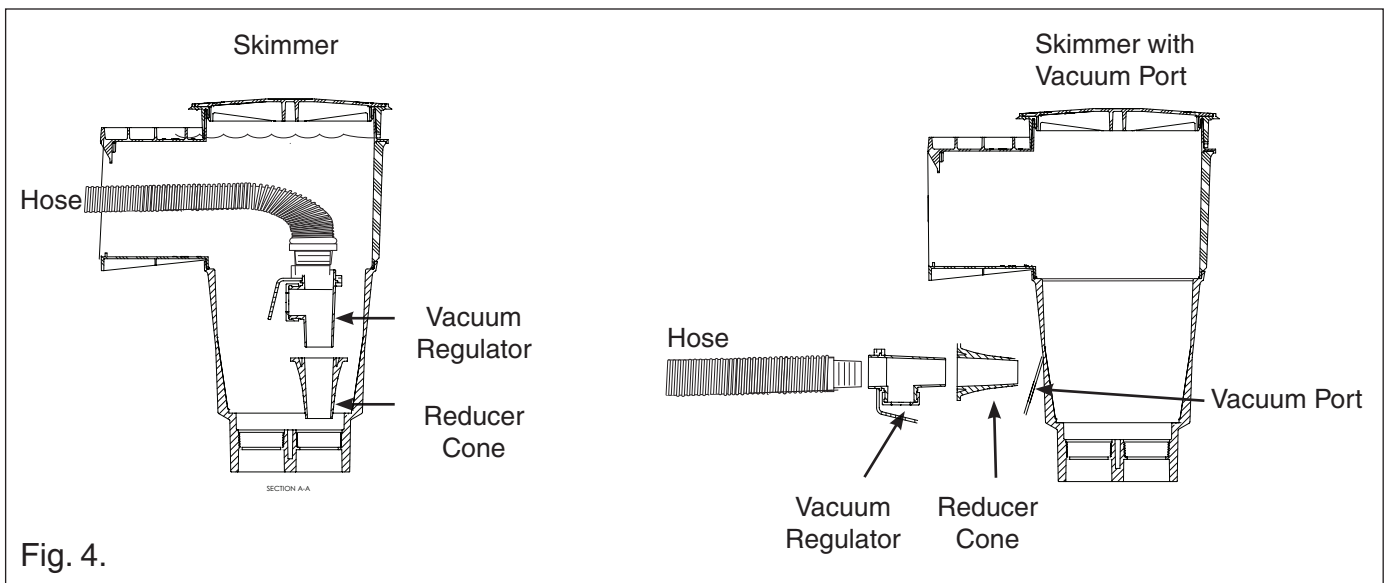 Skimmer
Hose
Vacuum
Regulator
Reducer
Cone
SECTION A-A
Skimmer with
Vacuum Port
Hose
Vacuum Port
Vacuum
Regulator
Reducer
Cone
Fig. 4.